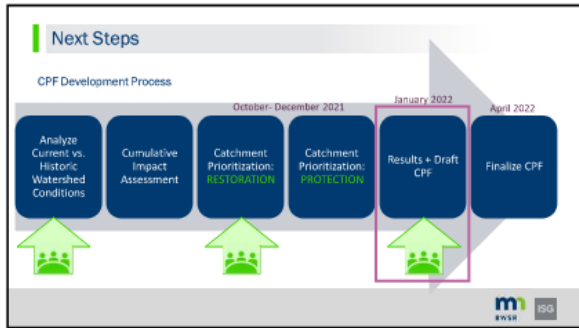 Next Steps
CPF Development Process
October- December 2021
January 2022
April 2022
Analyze
Current vs.
Historic
Watershed
Conditions
Cumulative
Impact
Assessment
Catchment
Prioritization:
RESTORATION
Catchment
Prioritization:
PROTECTION
Results + Draft
CPF
Finalize CPF
mn
BWSR
ISG